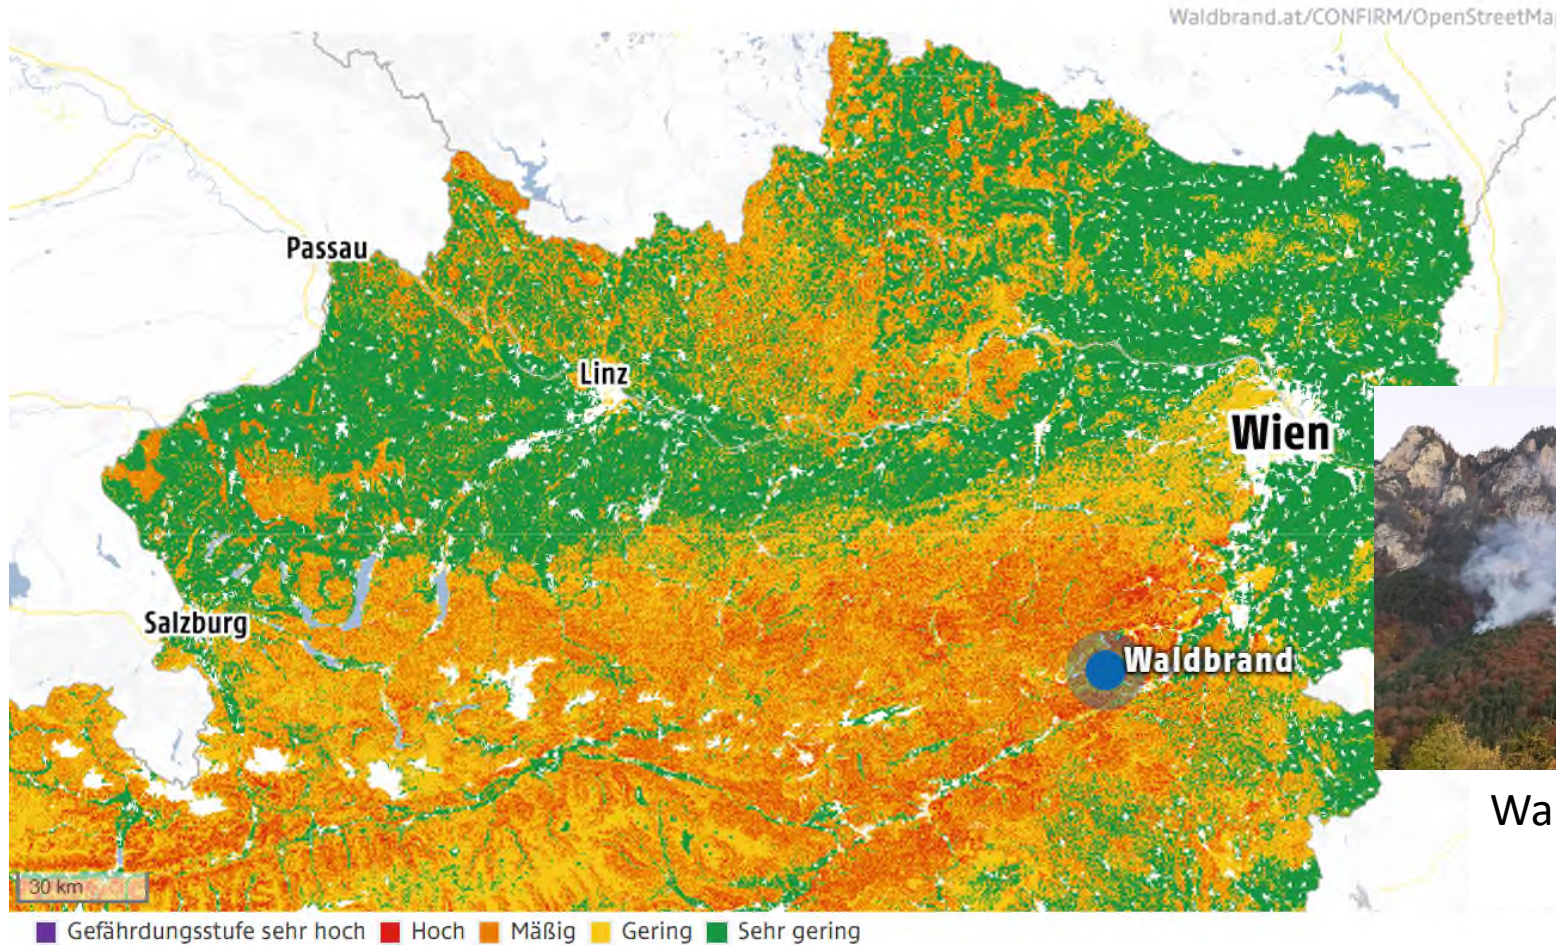 Waldbrand.at/CONFIRM/OpenStreetMa
Passau
Linz
Wien
Salzburg
Waldbrand
Wa
30 km
Gefährdungsstufe sehr hoch Hoch Mäßig Gering Sehr gering